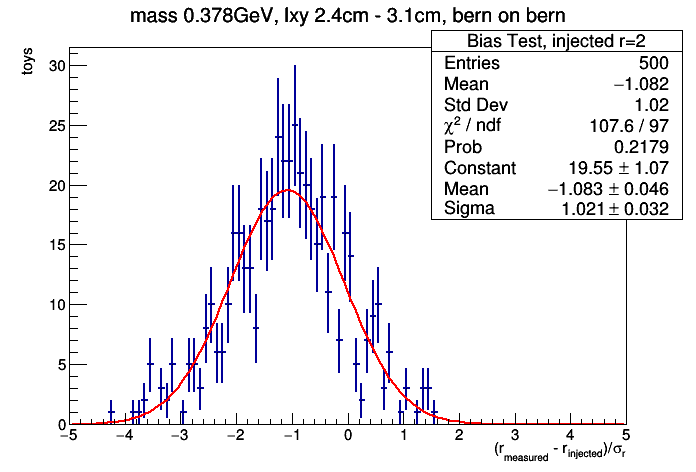 mass 0.378GeV, lxy 2.4cm - 3.1cm, bern on bern
toys
Bias Test, injected r=2
Entries 500
Mean −1.082
Std Dev 1.02
χ² / ndf 107.6 / 97
Prob 0.2179
Constant 19.55 ± 1.07
Mean −1.083 ± 0.046
Sigma 1.021 ± 0.032
30
25
20
15
10
5
0
−5 −4 −3 −2 −1 0 1 2 3 4 5
(r_measured - r_injected)/σ_r